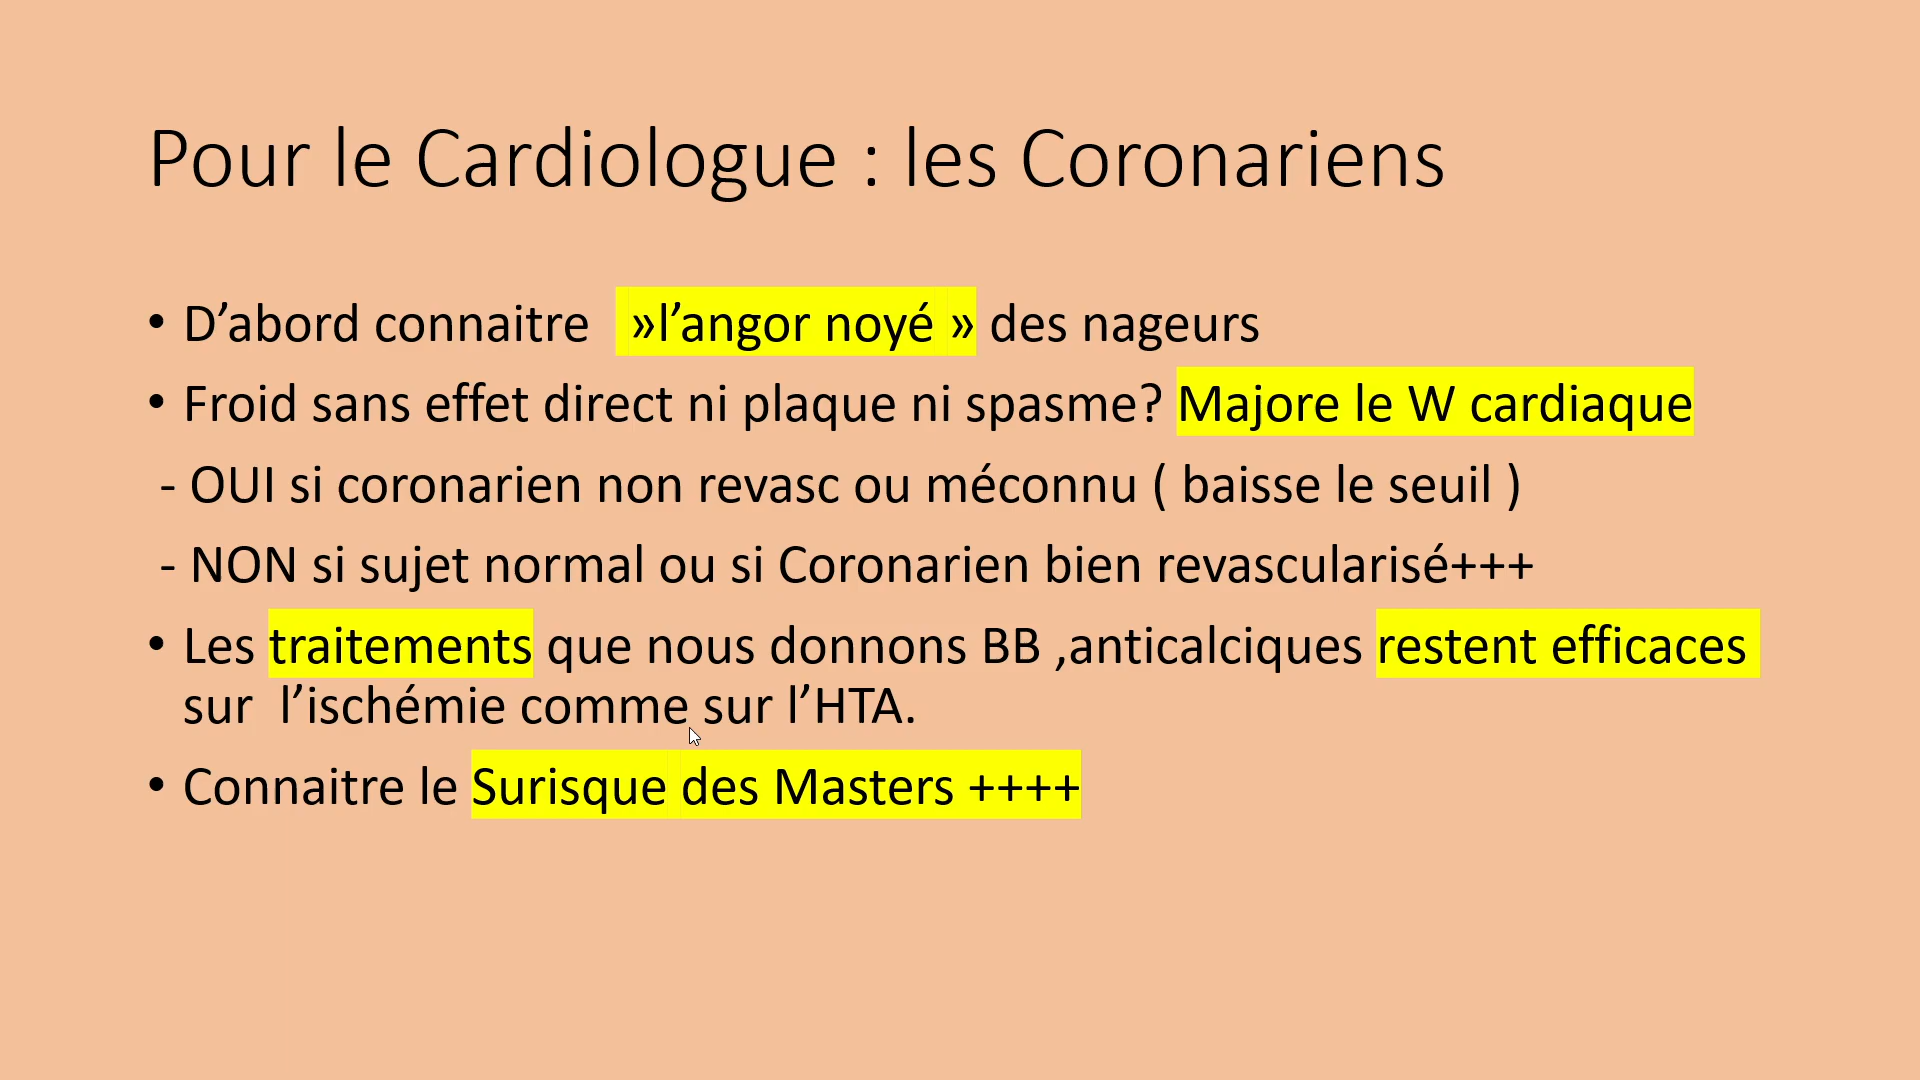 Pour le Cardiologue : les Coronariens
• D’abord connaitre  »l’angor noyé » des nageurs
• Froid sans effet direct ni plaque ni spasme? Majore le W cardiaque
- OUI si coronarien non revasc ou méconnu ( baisse le seuil )
- NON si sujet normal ou si Coronarien bien revascularisé+++
• Les traitements que nous donnons BB ,anticalciques restent efficaces
sur  l’ischémie comme sur l’HTA.
• Connaitre le Surisque des Masters ++++